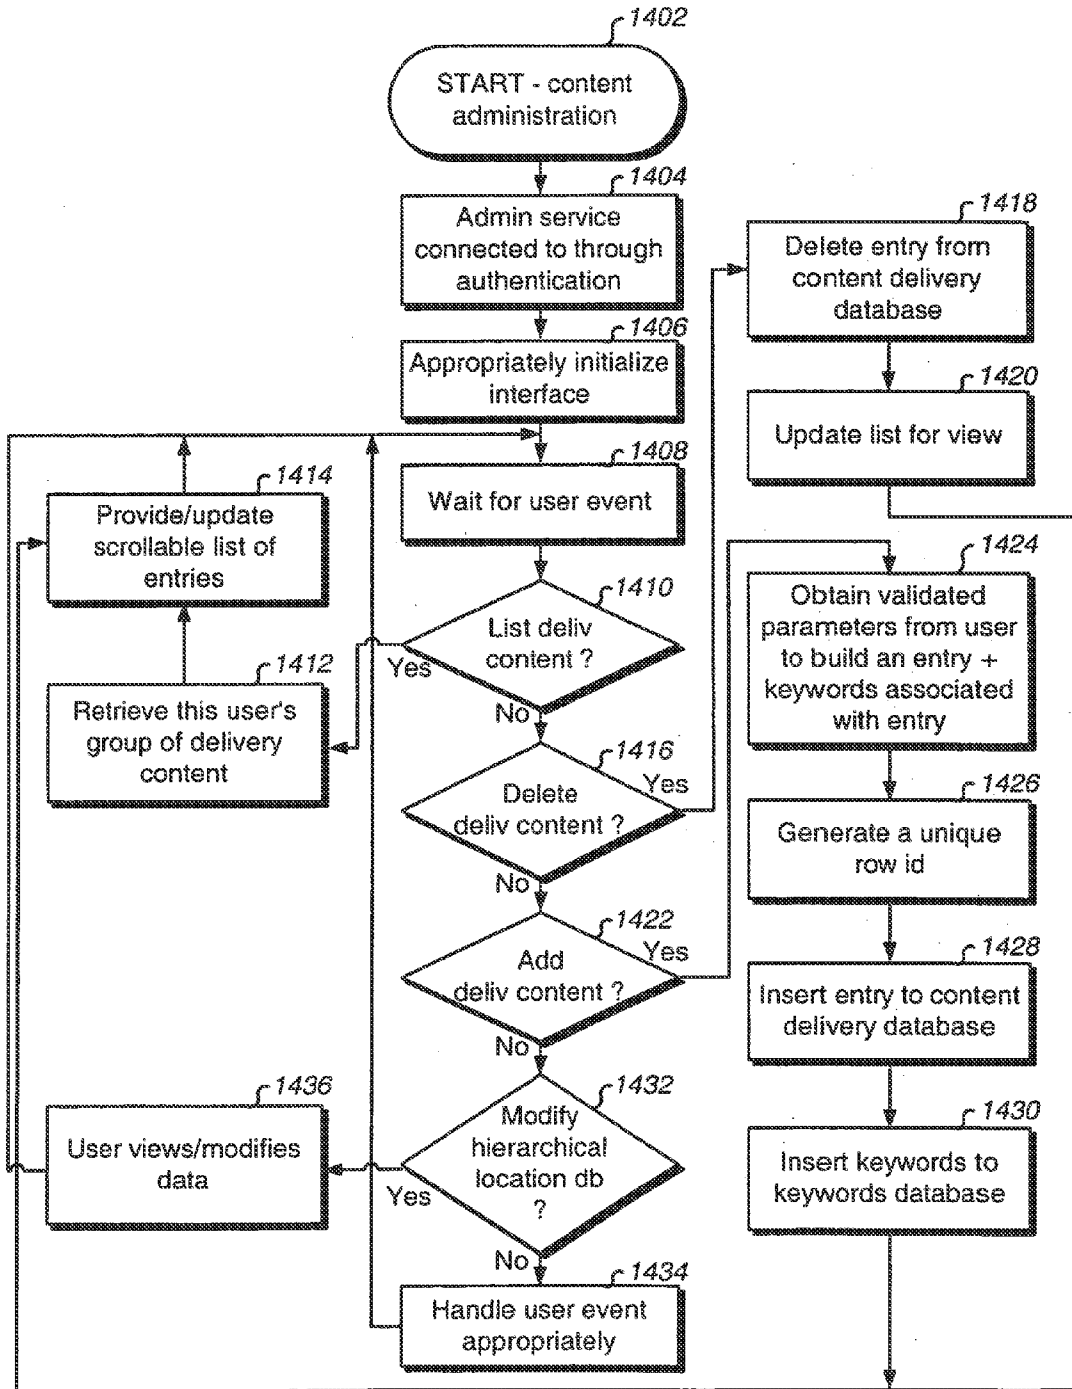 1402
START - content
administration
1404
Admin service
connected to through
authentication
1406
Appropriately initialize
interface
1408
Wait for user event
1410
List deliv
content ?
Yes
No
1412
Retrieve this user's
group of delivery
content
1414
Provide/update
scrollable list of
entries
1416
Delete
deliv content ?
Yes
No
1418
Delete entry from
content delivery
database
1420
Update list for view
1422
Add
deliv content ?
Yes
No
1424
Obtain validated
parameters from user
to build an entry +
keywords associated
with entry
1426
Generate a unique
row id
1428
Insert entry to content
delivery database
1430
Insert keywords to
keywords database
1432
Modify
hierarchical
location db
?
Yes
No
1434
Handle user event
appropriately
1436
User views/modifies
data